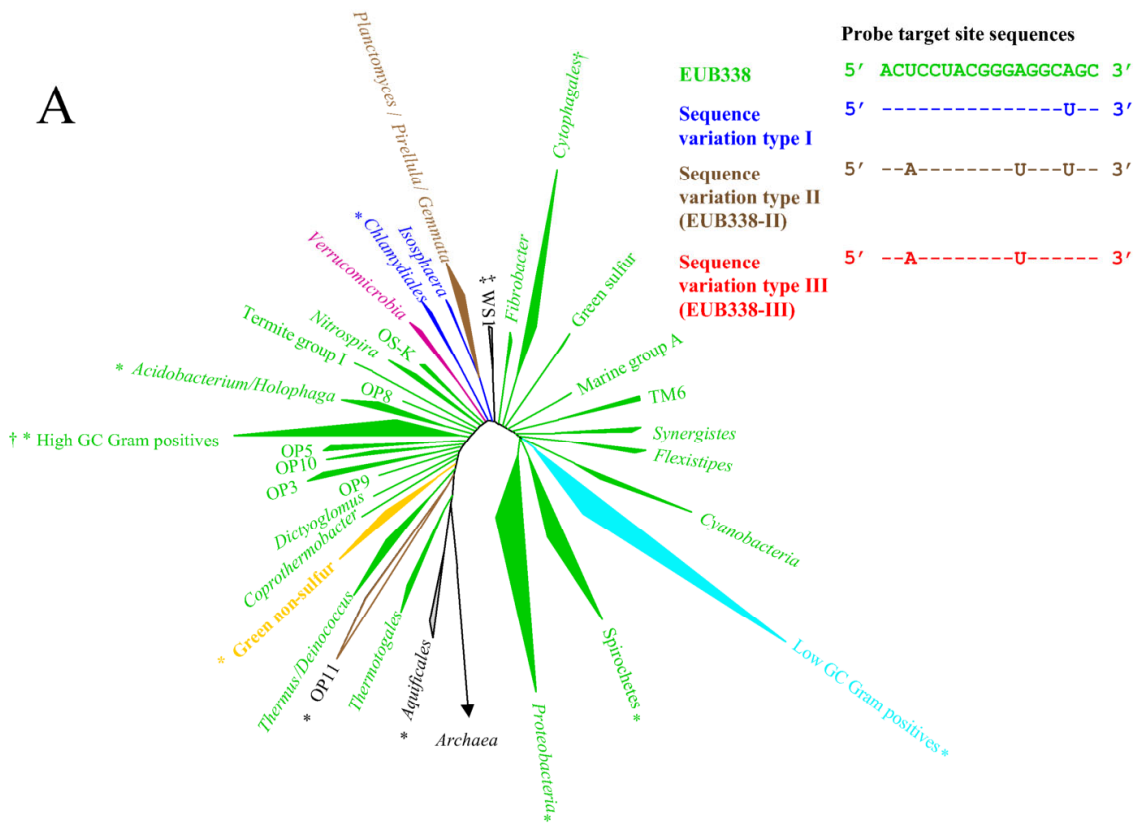 A
Probe target site sequences
EUB338 5′ ACUCCUACGGGAGGCAGC 3′
Sequence 5′ ---------------U-- 3′
variation type I
Sequence 5′ --A--------U---U-- 3′
variation type II
(EUB338-II)
Sequence 5′ --A--------U------ 3′
variation type III
(EUB338-III)
Planctomyces / Pirellula / Gemmata
Cytophagales†
* Chlamydiales
Isosphaera
‡ WS1
Fibrobacter
Green sulfur
Verrucomicrobia
Nitrospira
OS-K
Termite group I
* Acidobacterium/Holophaga
OP8
† * High GC Gram positives
OP5
OP10
OP3
OP9
Dictyoglomus
Coprothermobacter
* Green non-sulfur
Thermus/Deinococcus
* OP11
Thermotogales
* Aquificales
Archaea
Marine group A
TM6
Synergistes
Flexistipes
Cyanobacteria
Low GC Gram positives*
Spirochetes *
Proteobacteria*